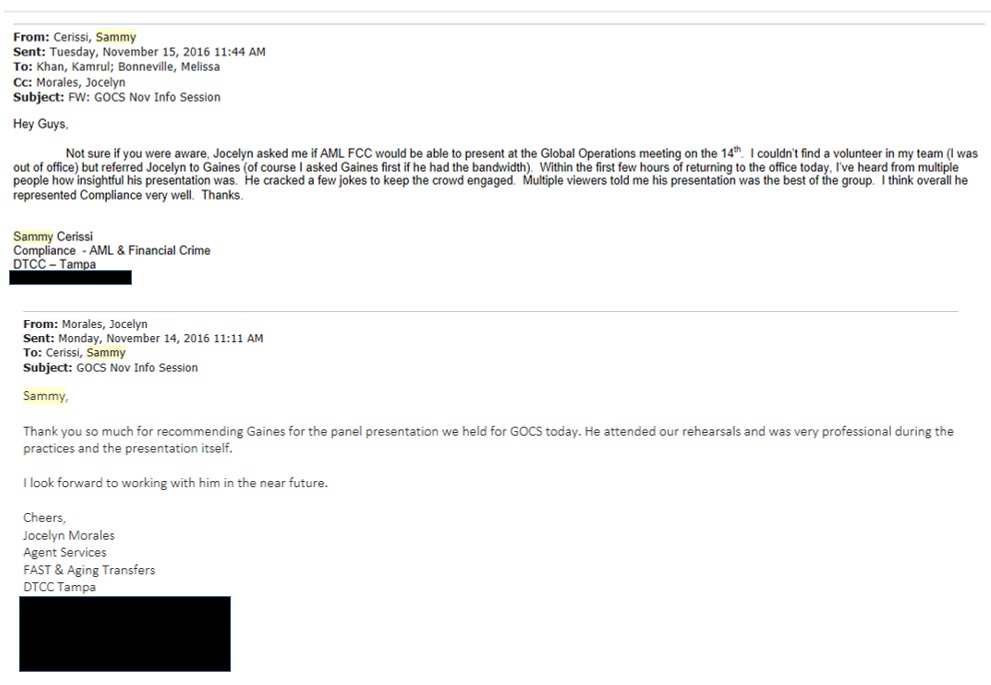 From: Cerissi, Sammy
Sent: Tuesday, November 15, 2016 11:44 AM
To: Khan, Kamrul; Bonneville, Melissa
Cc: Morales, Jocelyn
Subject: FW: GOCS Nov Info Session
Hey Guys,
Not sure if you were aware, Jocelyn asked me if AML FCC would be able to present at the Global Operations meeting on the 14th. I couldn't find a volunteer in my team (I was
out of office) but referred Jocelyn to Gaines (of course I asked Gaines first if he had the bandwidth). Within the first few hours of returning to the office today, I've heard from multiple
people how insightful his presentation was. He cracked a few jokes to keep the crowd engaged. Multiple viewers told me his presentation was the best of the group. I think overall he
represented Compliance very well. Thanks.
Sammy Cerissi
Compliance - AML & Financial Crime
DTCC – Tampa
From: Morales, Jocelyn
Sent: Monday, November 14, 2016 11:11 AM
To: Cerissi, Sammy
Subject: GOCS Nov Info Session
Sammy,
Thank you so much for recommending Gaines for the panel presentation we held for GOCS today. He attended our rehearsals and was very professional during the
practices and the presentation itself.
I look forward to working with him in the near future.
Cheers,
Jocelyn Morales
Agent Services
FAST & Aging Transfers
DTCC Tampa